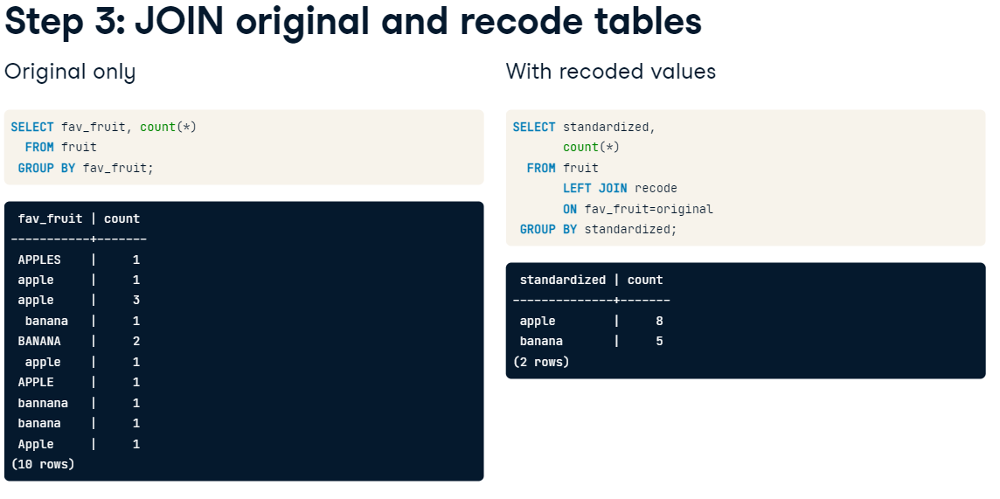 Step 3: JOIN original and recode tables
Original only
SELECT fav_fruit, count(*)
  FROM fruit
 GROUP BY fav_fruit;
 fav_fruit | count
-----------+-------
 APPLES    |     1
 apple     |     1
 apple     |     3
  banana   |     1
 BANANA    |     2
  apple    |     1
 APPLE     |     1
 bannana   |     1
 banana    |     1
 Apple     |     1
(10 rows)
With recoded values
SELECT standardized,
       count(*)
  FROM fruit
       LEFT JOIN recode
       ON fav_fruit=original
 GROUP BY standardized;
 standardized | count
--------------+-------
 apple        |     8
 banana       |     5
(2 rows)